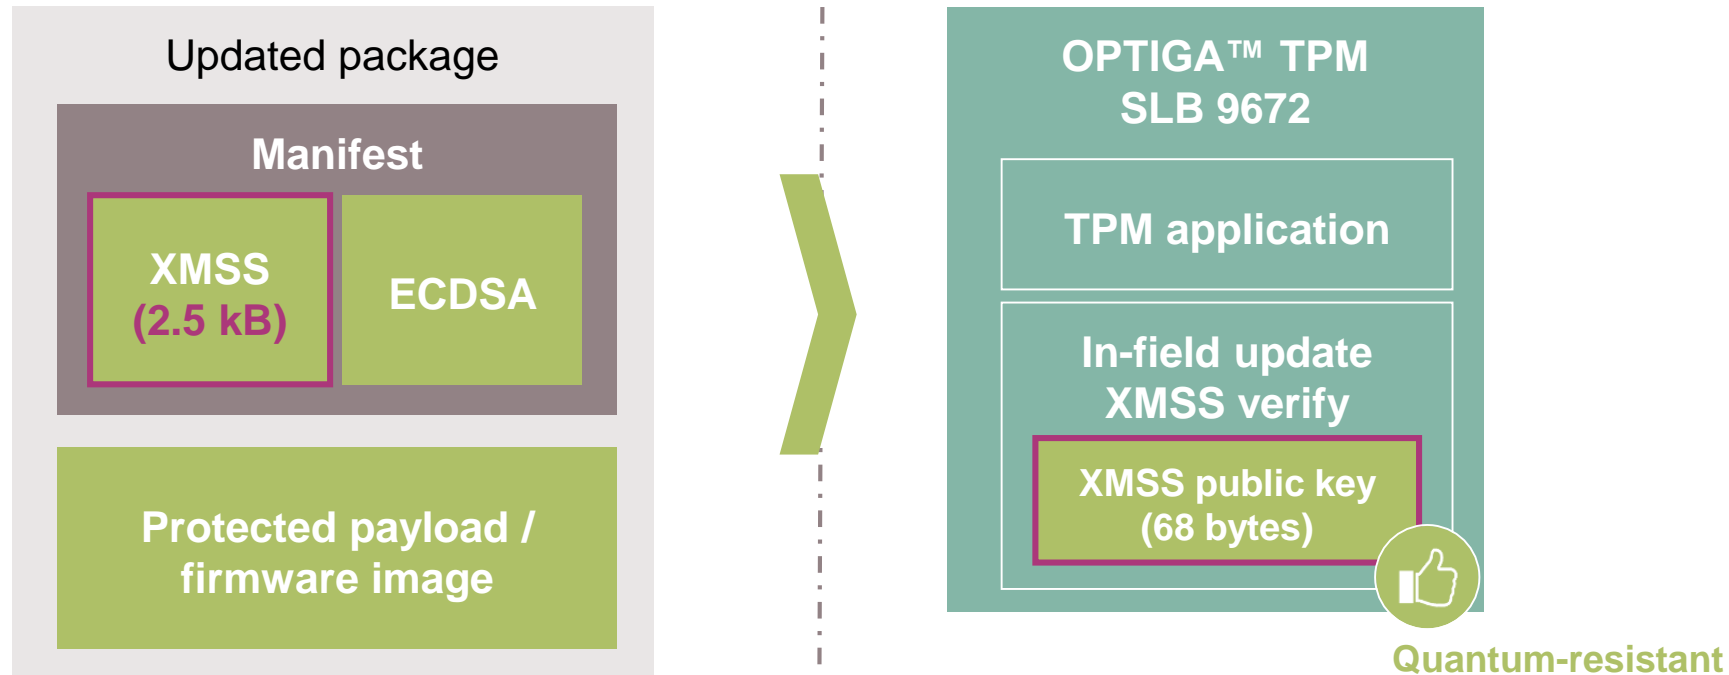 Updated package
Manifest
XMSS
(2.5 kB)
ECDSA
Protected payload /
firmware image
OPTIGA™ TPM
SLB 9672
TPM application
In-field update
XMSS verify
XMSS public key
(68 bytes)
Quantum-resistant